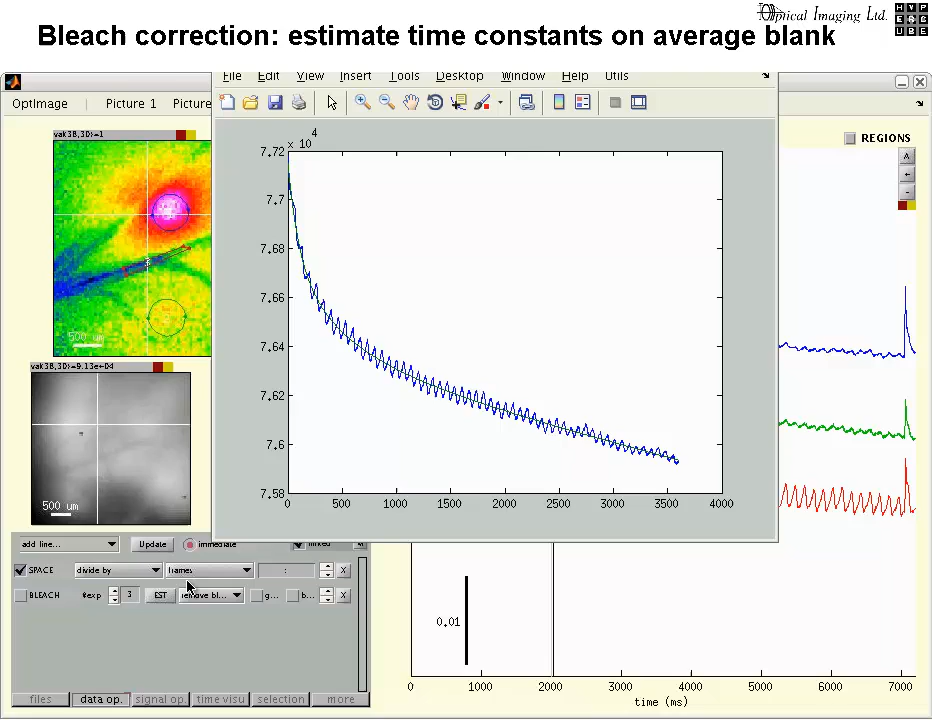 Optical Imaging Ltd.
HYPERCUBE
Bleach correction: estimate time constants on average blank
File Edit View Insert Tools Desktop Window Help Utils
OptImage Picture 1 Picture
REGIONS
A
x 10 4
7.72
7.7
7.68
7.66
7.64
7.62
7.6
7.58
0 500 1000 1500 2000 2500 3000 3500 4000
500 um
500 um
add line... Update immediate linked
SPACE divide by frames : X
BLEACH #exp 3 EST remove bl... g... b... X
0.01
files data op. signal op. time visu selection more
0 1000 2000 3000 4000 5000 6000 7000
time (ms)